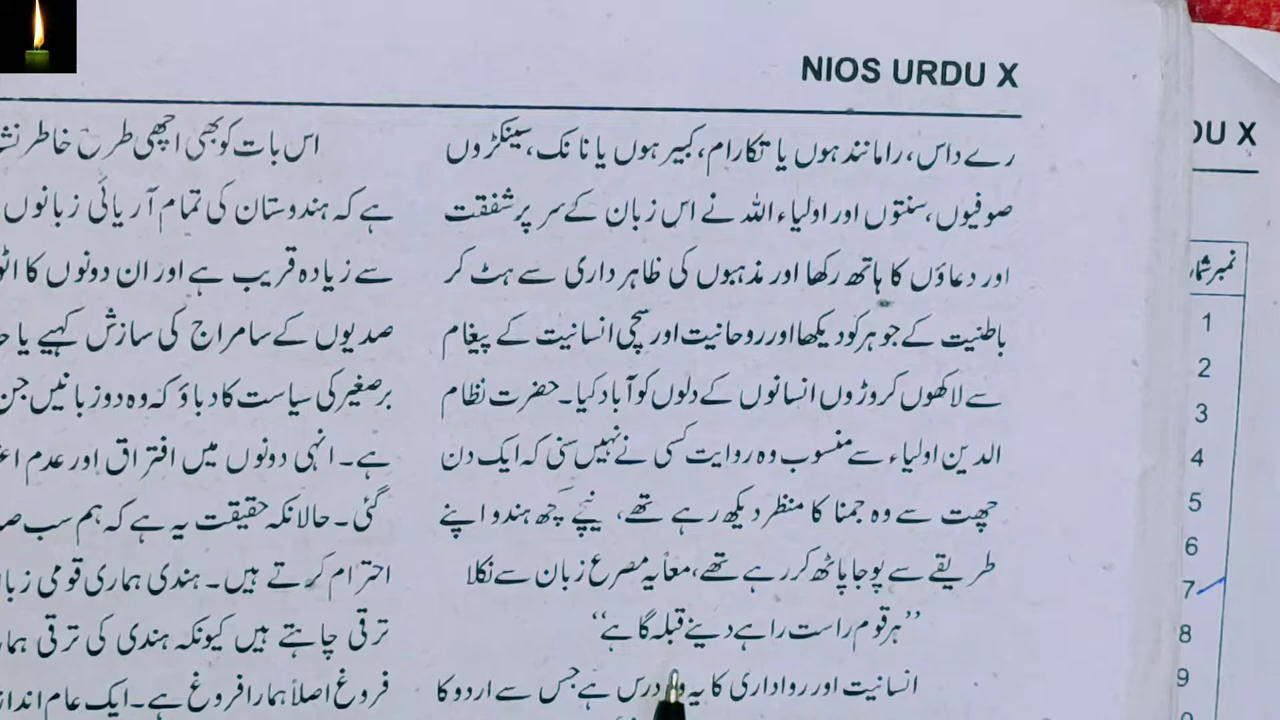 NIOS URDU X
رے داس، رامانند ہوں یا تکارام، کبیر ہوں یا نانک، سینکڑوں
صوفیوں، سنتوں اور اولیاء اللہ نے اس زبان کے سر پر شفقت
اور دعاؤں کا ہاتھ رکھا اور مذہبوں کی ظاہر داری سے ہٹ کر
باطنیت کے جوہر کو دیکھا اور روحانیت اور سچی انسانیت کے پیغام
سے لاکھوں کروڑوں انسانوں کے دلوں کو آباد کیا۔ حضرت نظام
الدین اولیاء سے منسوب وہ روایت کسی نے نہیں سنی کہ ایک دن
چھت سے وہ جمنا کا منظر دیکھ رہے تھے، نیچے کچھ ہندو اپنے
طریقے سے پوجا پاٹھ کر رہے تھے، معاً یہ مصرع زبان سے نکلا
’’ہر قوم راست را ہے دینے قبلہ گا ہے‘‘
انسانیت اور رواداری کا یہ درس ہے جس سے اردو کا
اس بات کو بھی اچھی طرح خاطر
ہے کہ ہندوستان کی تمام آریائی زبانوں
سے زیادہ قریب ہے اور ان دونوں کا
صدیوں کے سامراج کی سازش کہیے یا
برصغیر کی سیاست کا دباؤ کہ وہ دو زبانیں جن
ہے۔ انہی دونوں میں افتراق اور عدم
گئی۔ حالانکہ حقیقت یہ ہے کہ ہم سب
احترام کرتے ہیں۔ ہندی ہماری قومی
ترقی چاہتے ہیں کیونکہ ہندی کی ترقی
فروغ اصلاً ہمارا فروغ ہے۔ ایک عام
DU X
نمبر شمار
1
2
3
4
5
6
7
8
9